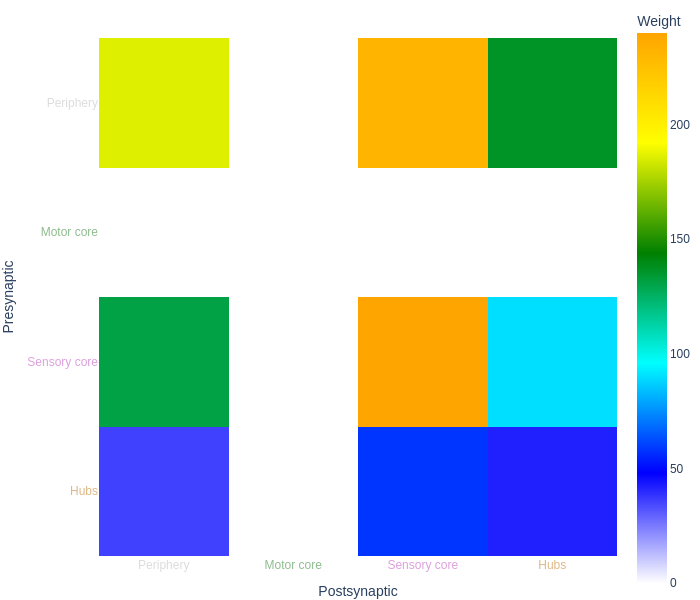 Weight
Periphery
Motor core
Sensory core
Hubs
Presynaptic
Periphery
Motor core
Sensory core
Hubs
Postsynaptic
200
150
100
50
0